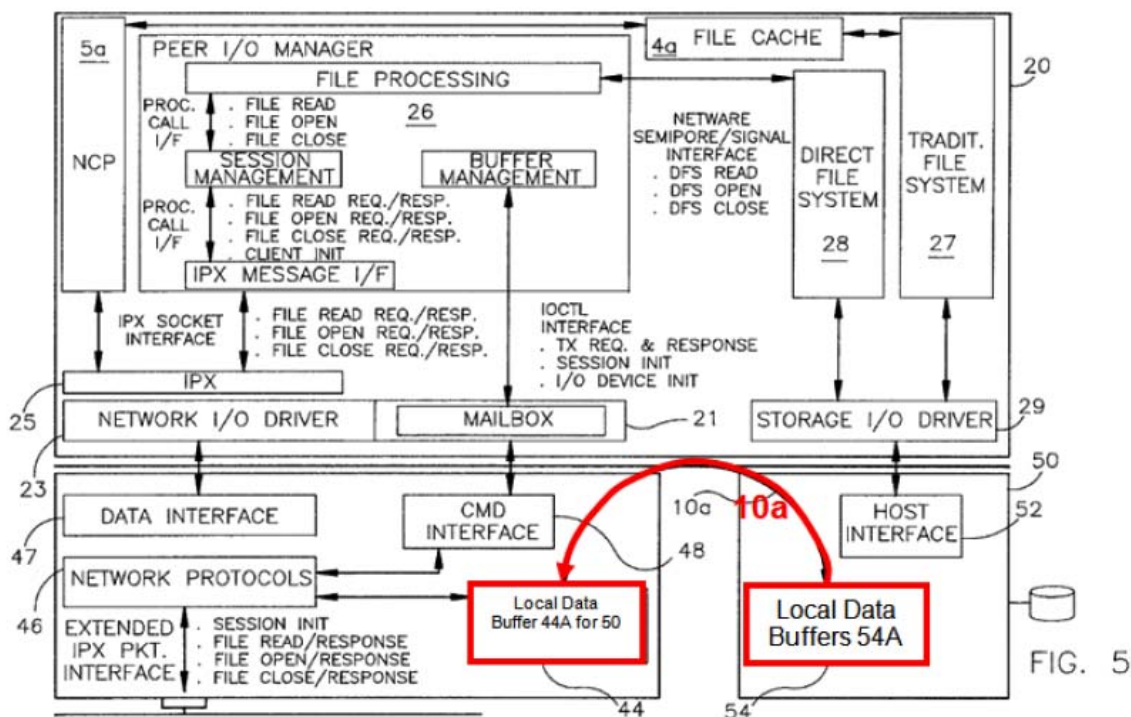 5a
NCP
PEER I/O MANAGER
FILE PROCESSING
26
PROC.
CALL
I/F
. FILE READ
. FILE OPEN
. FILE CLOSE
SESSION
MANAGEMENT
BUFFER
MANAGEMENT
PROC.
CALL
I/F
. FILE READ REQ./RESP.
. FILE OPEN REQ./RESP.
. FILE CLOSE REQ./RESP.
. CLIENT INIT
IPX MESSAGE I/F
4a
FILE CACHE
20
NETWARE
SEMIPORE/SIGNAL
INTERFACE
. DFS READ
. DFS OPEN
. DFS CLOSE
DIRECT
FILE
SYSTEM
28
TRADIT.
FILE
SYSTEM
27
IPX SOCKET
INTERFACE
. FILE READ REQ./RESP.
. FILE OPEN REQ./RESP.
. FILE CLOSE REQ./RESP.
IOCTL
INTERFACE
. TX REQ. & RESPONSE
. SESSION INIT
. I/O DEVICE INIT
IPX
25
NETWORK I/O DRIVER
23
MAILBOX
21
STORAGE I/O DRIVER
29
DATA INTERFACE
47
CMD
INTERFACE
48
10a
10a
50
HOST
INTERFACE
52
NETWORK PROTOCOLS
46
EXTENDED
IPX PKT.
INTERFACE
. SESSION INIT
. FILE READ/RESPONSE
. FILE OPEN/RESPONSE
. FILE CLOSE/RESPONSE
Local Data
Buffer 44A for 50
44
Local Data
Buffers 54A
54
FIG. 5